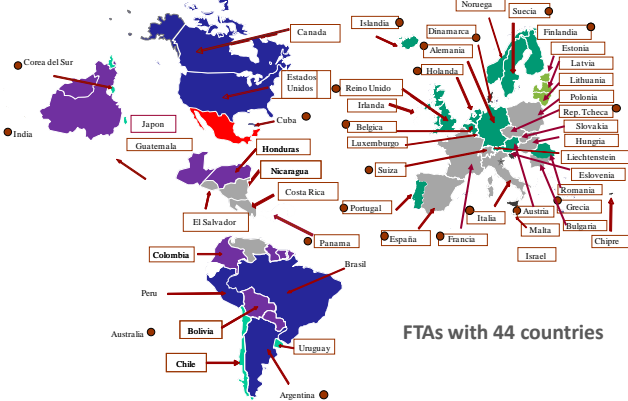 Noruega
Suecia
Islandia
Canada
Dinamarca
Finlandia
Alemania
Estonia
Corea del Sur
Latvia
Holanda
Lithuania
Estados
Unidos
Reino Unido
Polonia
Irlanda
Rep. Tcheca
Cuba
Japon
Belgica
Slovakia
India
Luxemburgo
Hungria
Guatemala
Honduras
Liechtenstein
Suiza
Nicaragua
Eslovenia
Costa Rica
Romania
Portugal
Grecia
El Salvador
Italia
Austria
Bulgaria
Panama
España
Francia
Malta
Chipre
Colombia
Israel
Brasil
Peru
Australia
Bolivia
FTAs with 44 countries
Uruguay
Chile
Argentina